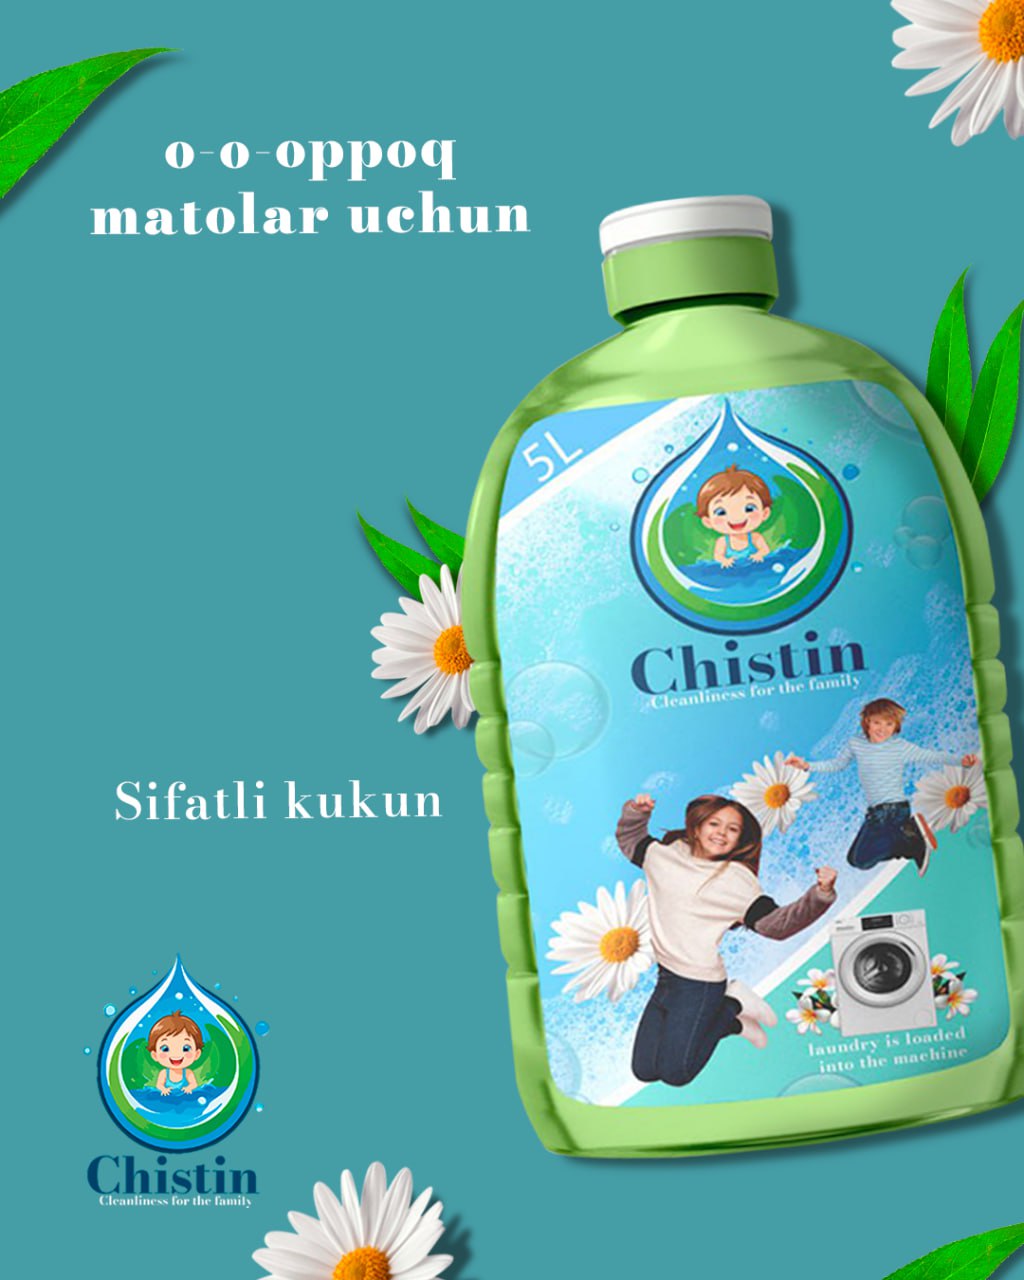 o-o-oppoq
matolar uchun
5L
Chistin
Cleanliness for the family
Sifatli kukun
laundry is loaded
into the machine
Chistin
Cleanliness for the family